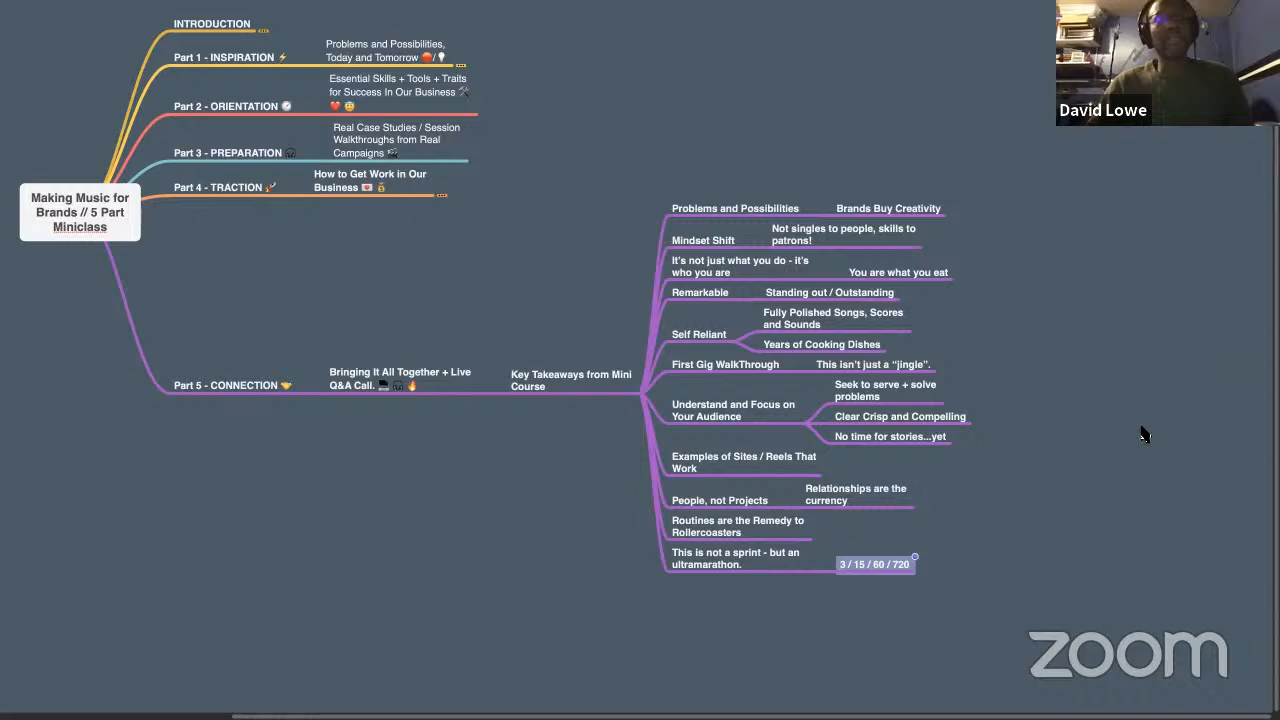 INTRODUCTION
Part 1 - INSPIRATION ⚡
Problems and Possibilities,
Today and Tomorrow 🛑/💡
Part 2 - ORIENTATION 🧭
Essential Skills + Tools + Traits
for Success In Our Business 🛠
❤️ 😇
Part 3 - PREPARATION 🎧
Real Case Studies / Session
Walkthroughs from Real
Campaigns 🎬
Part 4 - TRACTION 🚀
How to Get Work in Our
Business 💌 💰
Making Music for
Brands // 5 Part
Miniclass
Part 5 - CONNECTION 🤝
Bringing It All Together + Live
Q&A Call. 💻 🎧 🔥
Key Takeaways from Mini
Course
Problems and Possibilities
Brands Buy Creativity
Mindset Shift
Not singles to people, skills to
patrons!
It's not just what you do - it's
who you are
You are what you eat
Remarkable
Standing out / Outstanding
Self Reliant
Fully Polished Songs, Scores
and Sounds
Years of Cooking Dishes
First Gig WalkThrough
This isn't just a “jingle”.
Understand and Focus on
Your Audience
Seek to serve + solve
problems
Clear Crisp and Compelling
No time for stories...yet
Examples of Sites / Reels That
Work
People, not Projects
Relationships are the
currency
Routines are the Remedy to
Rollercoasters
This is not a sprint - but an
ultramarathon.
3 / 15 / 60 / 720
David Lowe
zoom